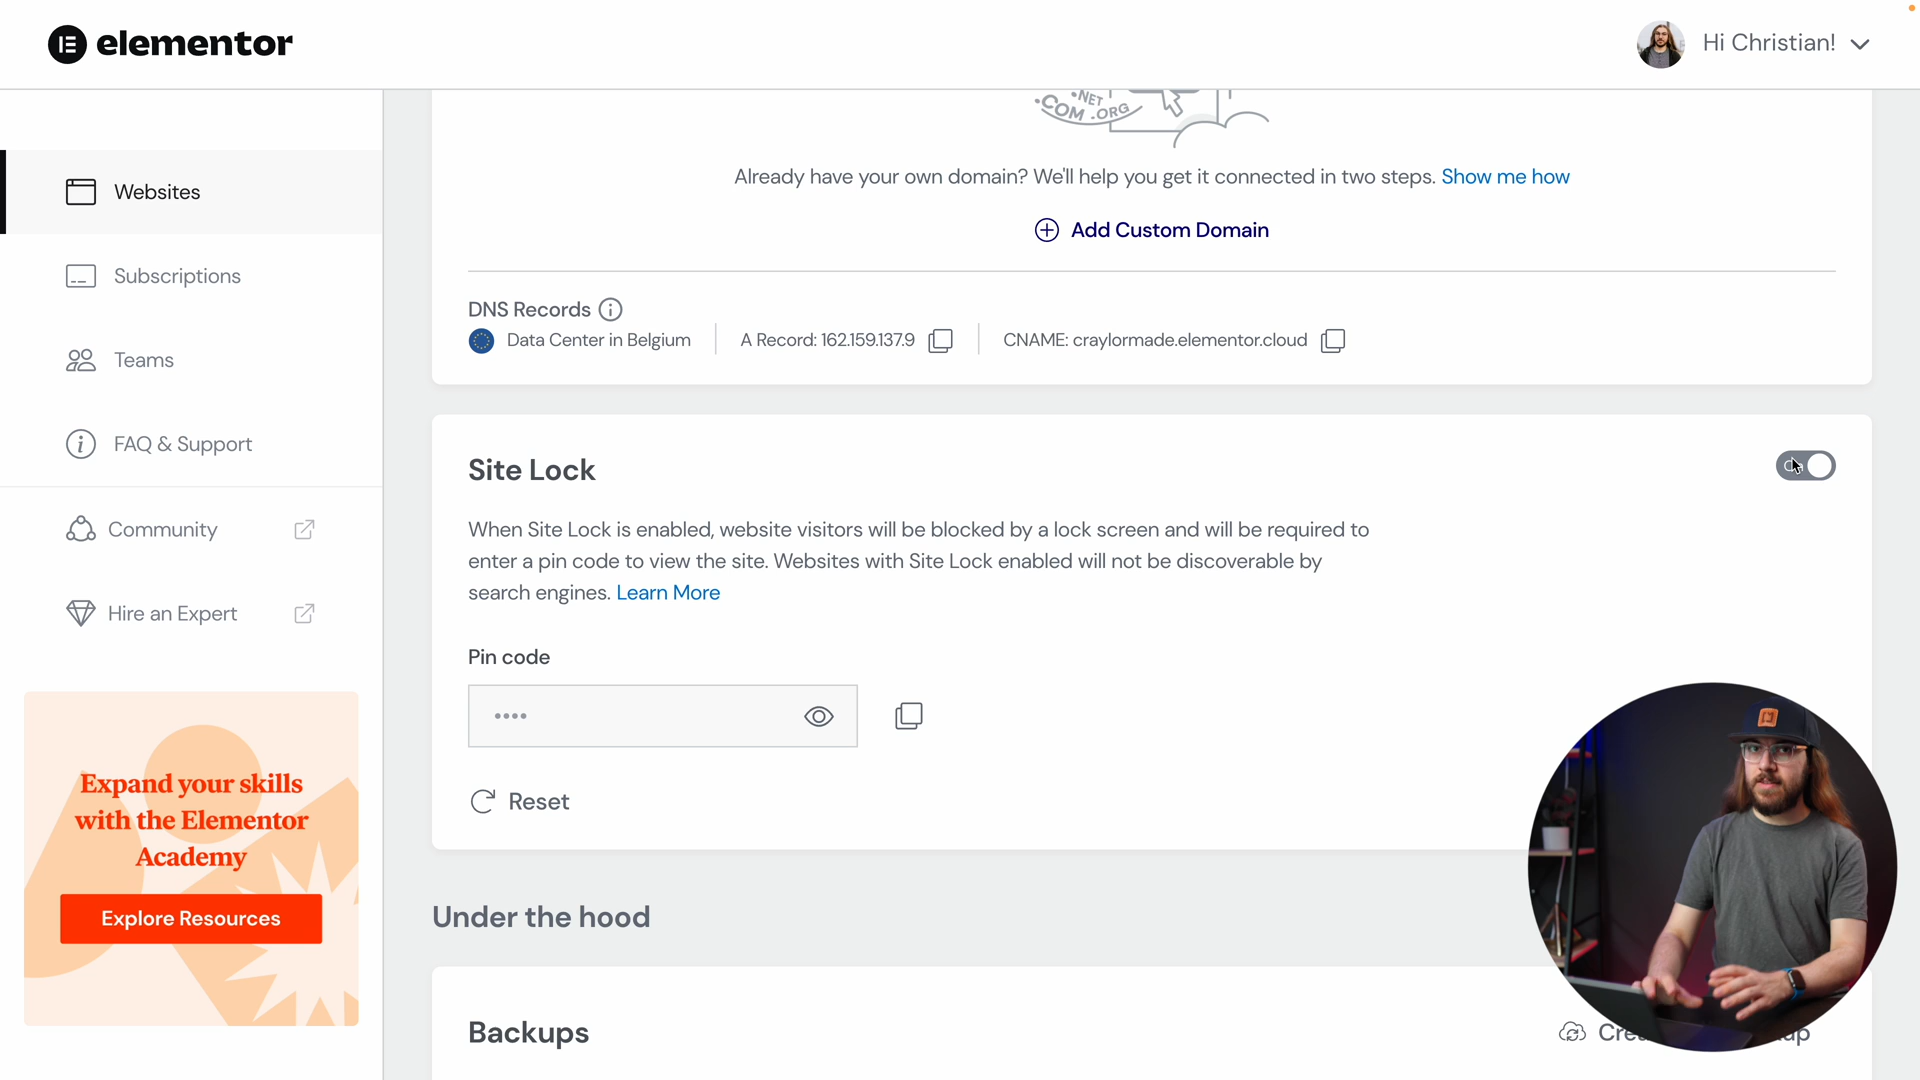 elementor
Hi Christian!
Websites
Subscriptions
Teams
FAQ & Support
Community
Hire an Expert
Expand your skills
with the Elementor
Academy
Explore Resources
.NET
.COM .ORG
Already have your own domain? We'll help you get it connected in two steps. Show me how
Add Custom Domain
DNS Records
Data Center in Belgium
A Record: 162.159.137.9
CNAME: craylormade.elementor.cloud
Site Lock
When Site Lock is enabled, website visitors will be blocked by a lock screen and will be required to
enter a pin code to view the site. Websites with Site Lock enabled will not be discoverable by
search engines. Learn More
Pin code
••••
Reset
Under the hood
Backups